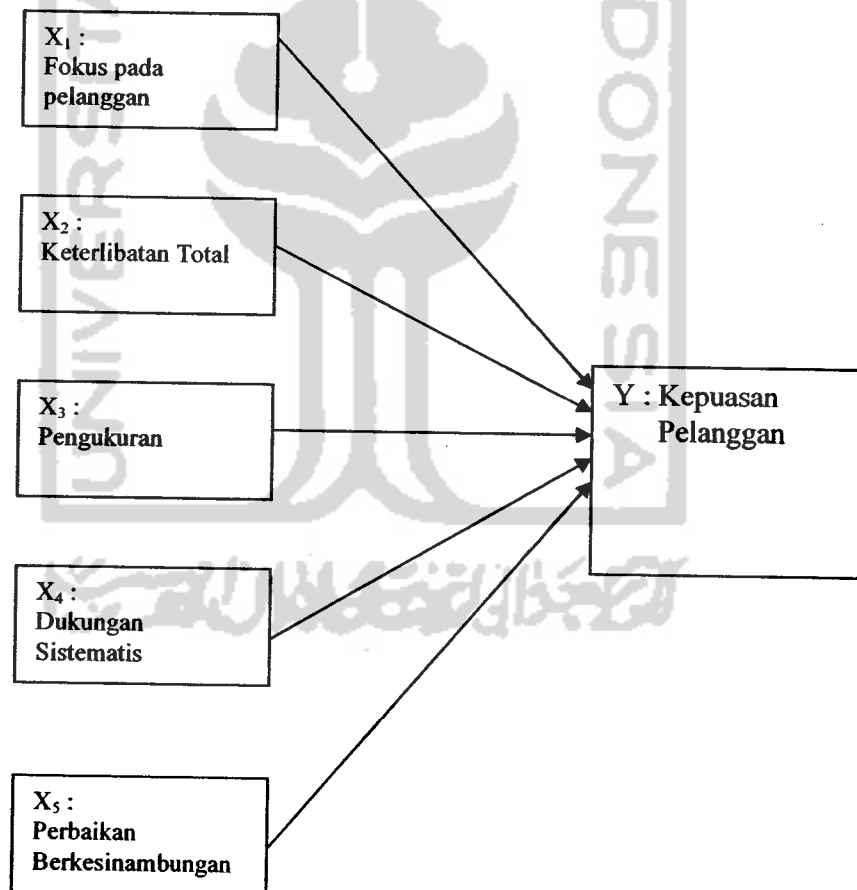 X₁ :
Fokus pada
pelanggan
X₂ :
Keterlibatan Total
X₃ :
Pengukuran
Y : Kepuasan
Pelanggan
X₄ :
Dukungan
Sistematis
X₅ :
Perbaikan
Berkesinambungan